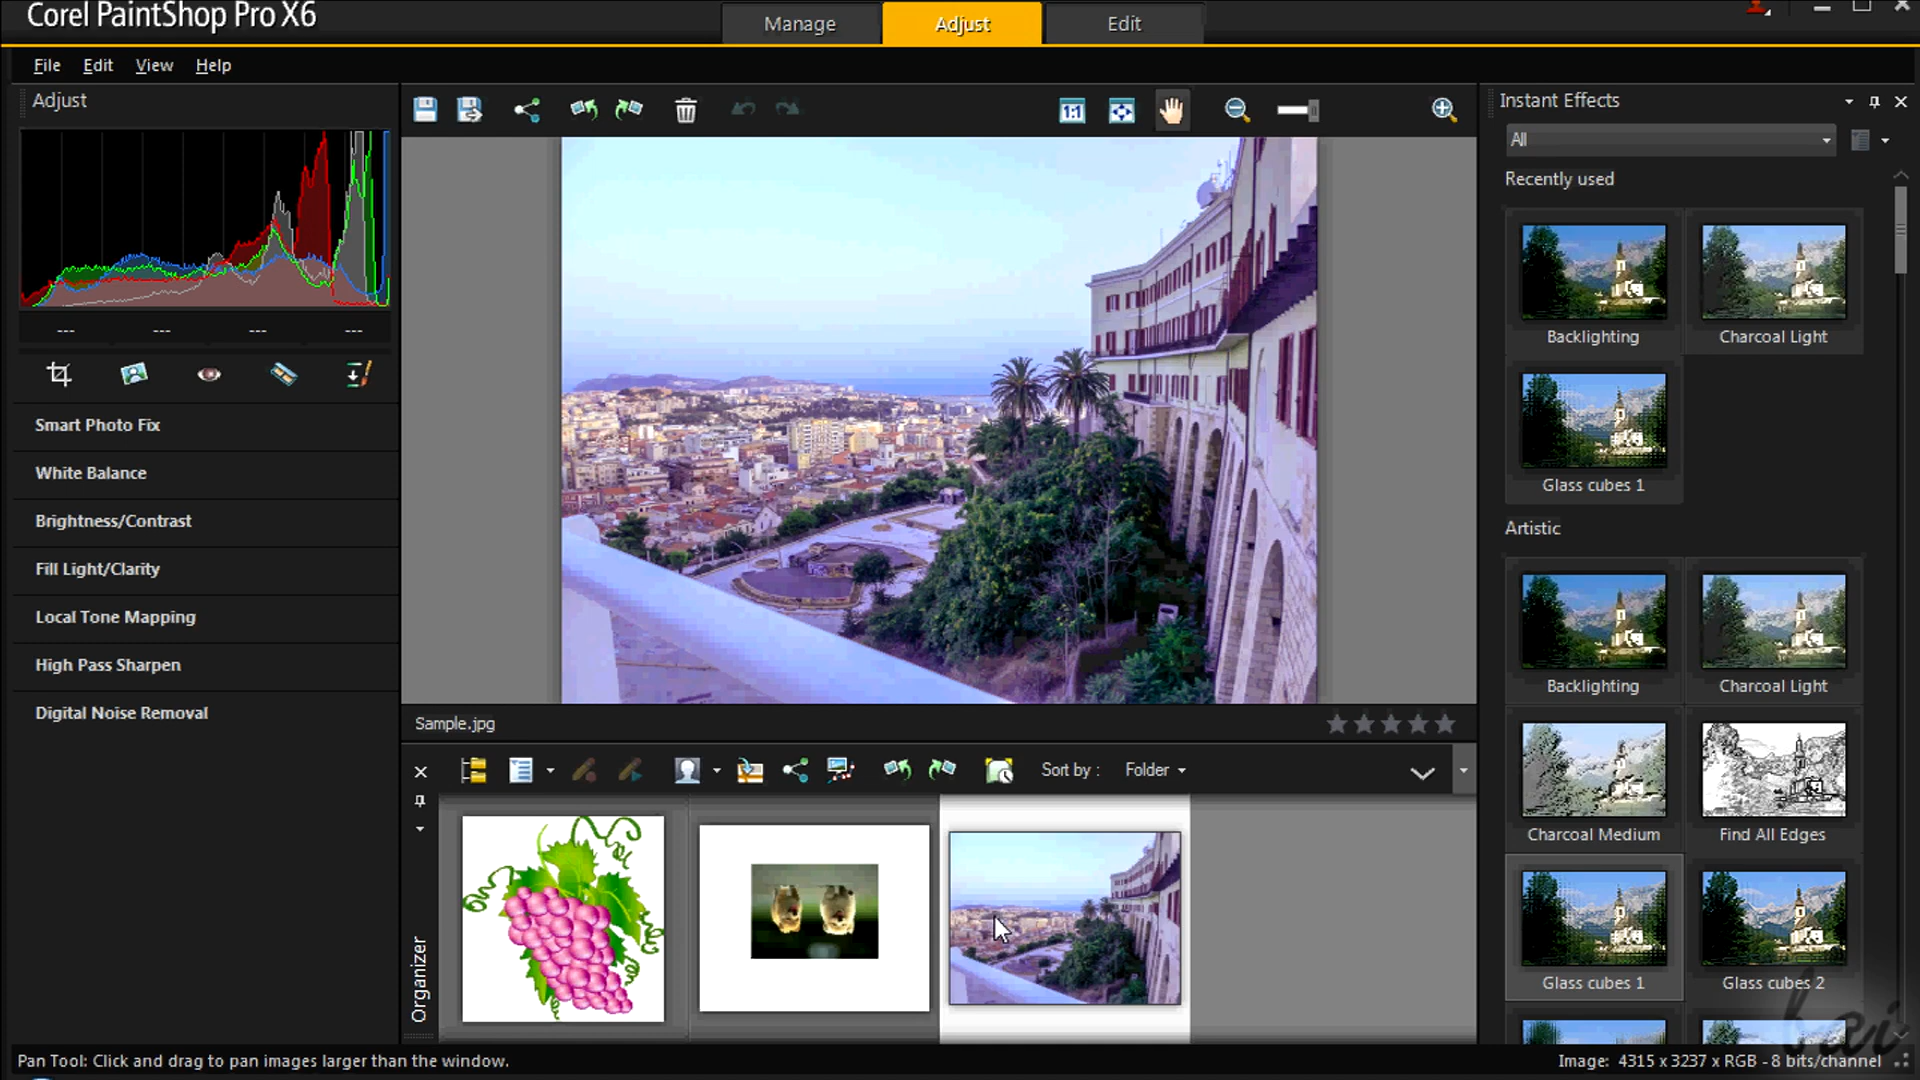 Corel PaintShop Pro X6
Manage
Adjust
Edit
File Edit View Help
Adjust
--- --- --- ---
Smart Photo Fix
White Balance
Brightness/Contrast
Fill Light/Clarity
Local Tone Mapping
High Pass Sharpen
Digital Noise Removal
1:1
Sample.jpg
Sort by : Folder
Organizer
Instant Effects
All
Recently used
Backlighting
Charcoal Light
Glass cubes 1
Artistic
Backlighting
Charcoal Light
Charcoal Medium
Find All Edges
Glass cubes 1
Glass cubes 2
Pan Tool: Click and drag to pan images larger than the window.
Image: 4315 x 3237 x RGB - 8 bits/channel